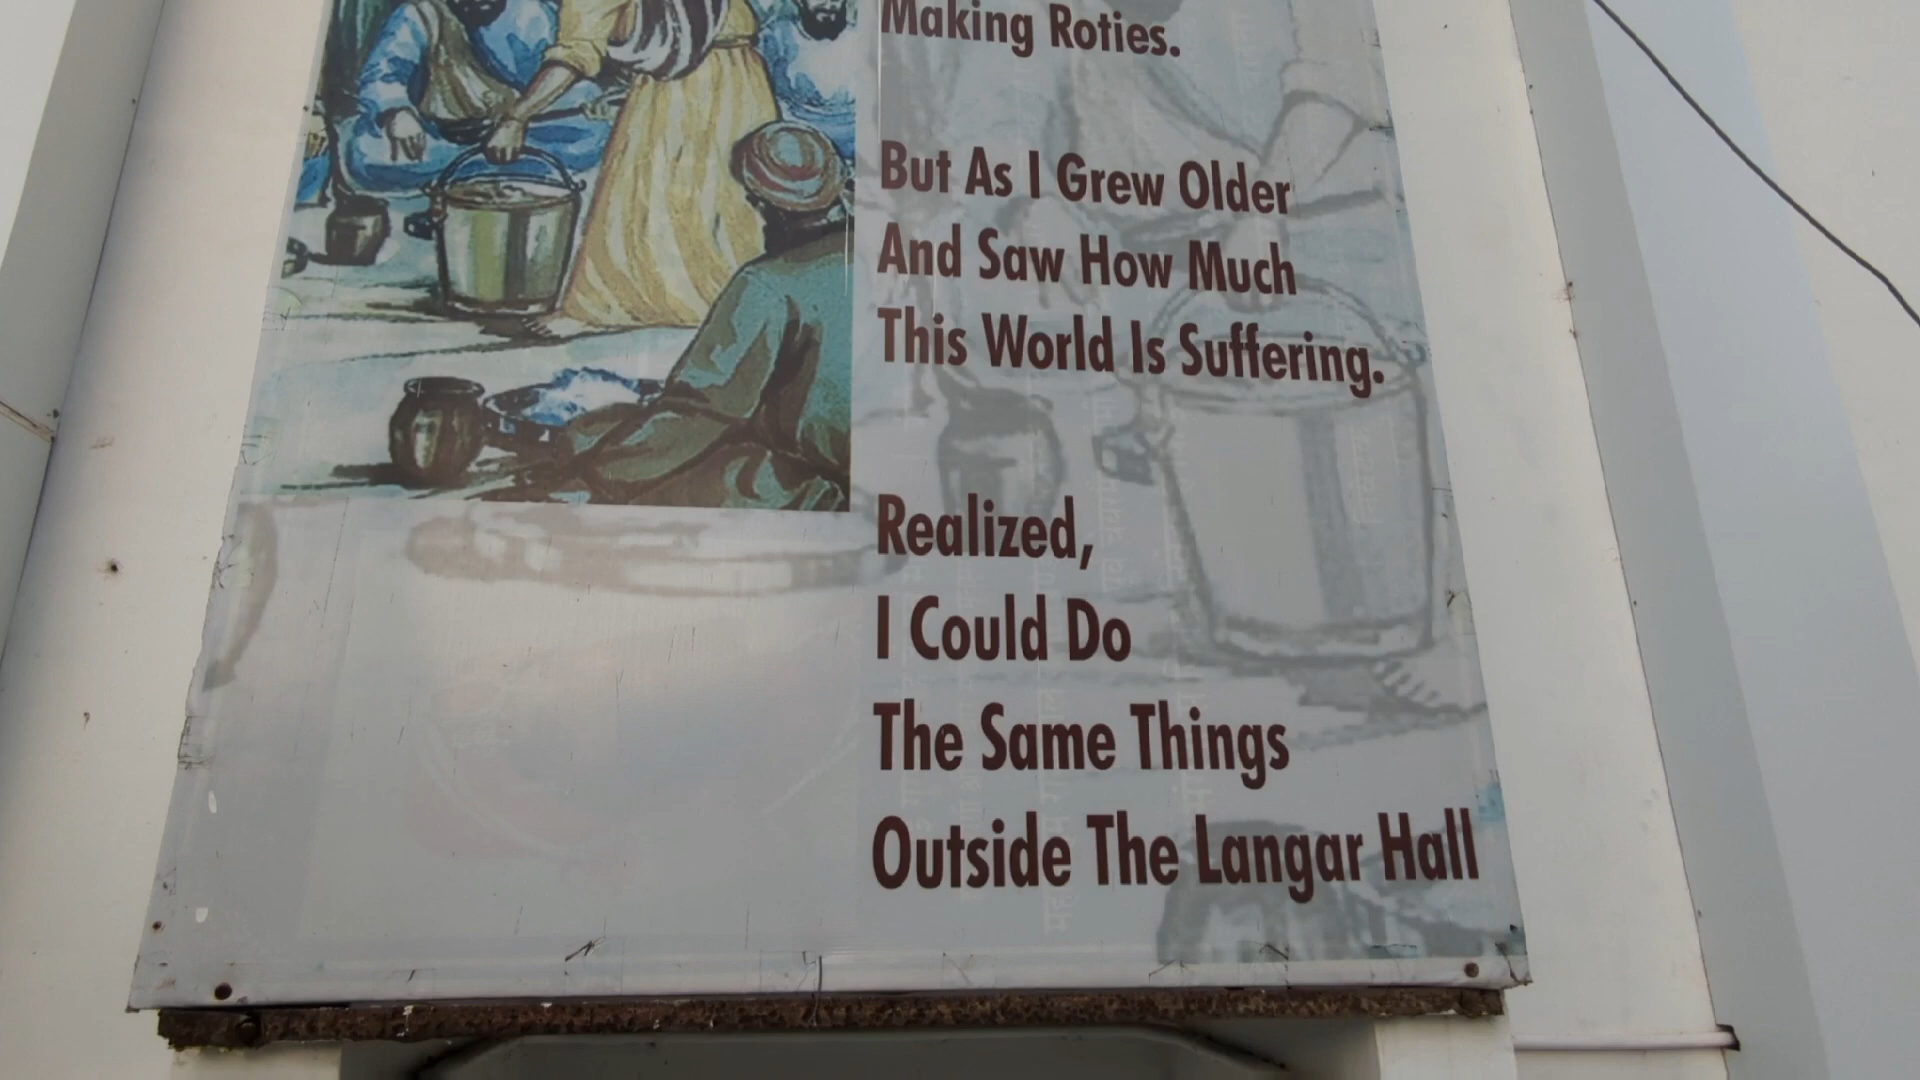 Making Roties.
But As I Grew Older
And Saw How Much
This World Is Suffering.
Realized,
I Could Do
The Same Things
Outside The Langar Hall